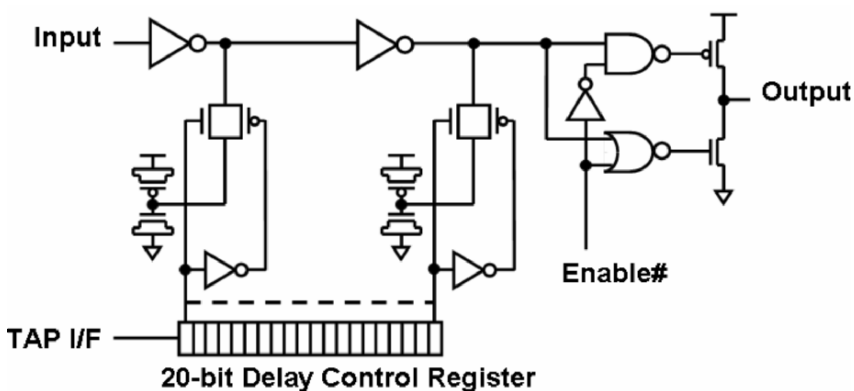 Input
Output
Enable#
TAP I/F
20-bit Delay Control Register